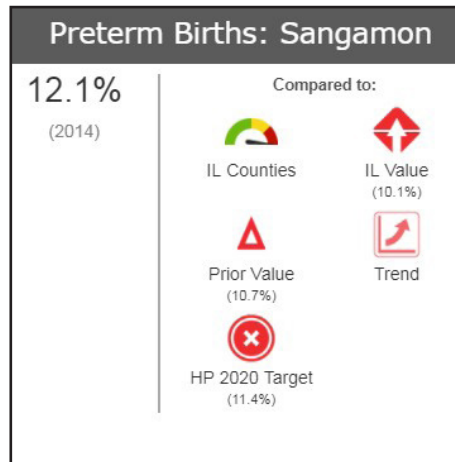 Preterm Births: Sangamon
12.1%
(2014)
Compared to:
IL Counties
IL Value
(10.1%)
Prior Value
(10.7%)
Trend
HP 2020 Target
(11.4%)